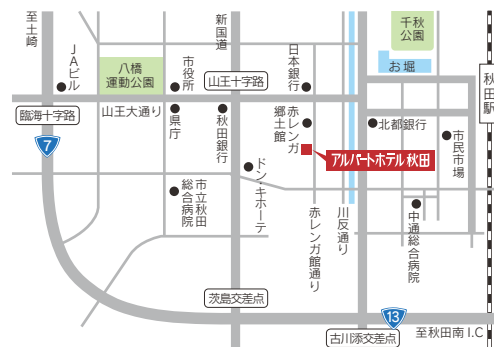 至土崎
JAビル
八橋
運動公園
市役所
新国道
山王十字路
日本銀行
千秋
公園
お堀
秋田駅
臨海十字路
7
山王大通り
県庁
秋田銀行
赤レンガ
郷土館
北都銀行
市民市場
アルバートホテル 秋田
ドン・キホーテ
市立秋田
総合病院
赤レンガ館通り
川反通り
中通総合病院
茨島交差点
13
古川添交差点
至秋田南I.C